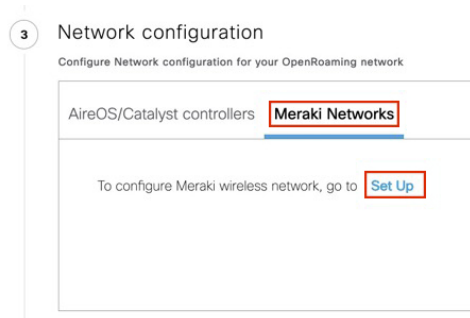 3
Network configuration
Configure Network configuration for your OpenRoaming network
AireOS/Catalyst controllers Meraki Networks
To configure Meraki wireless network, go to Set Up